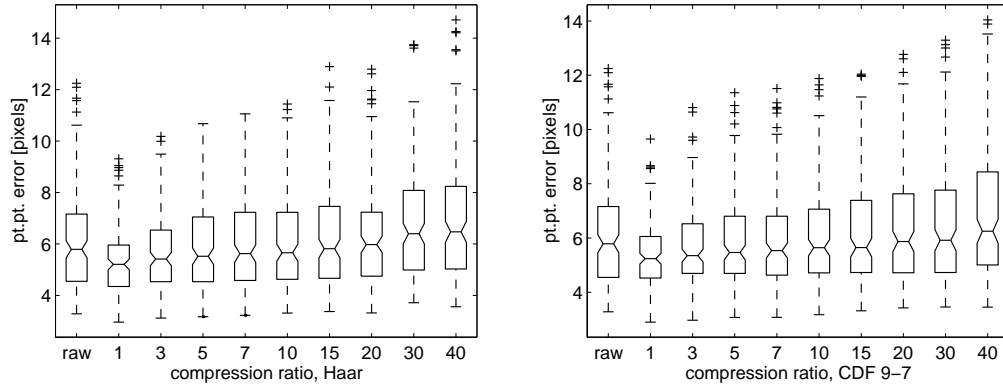 14
12
10
8
6
4
pt.pt. error [pixels]
raw 1 3 5 7 10 15 20 30 40
compression ratio, Haar
14
12
10
8
6
4
pt.pt. error [pixels]
raw 1 3 5 7 10 15 20 30 40
compression ratio, CDF 9−7